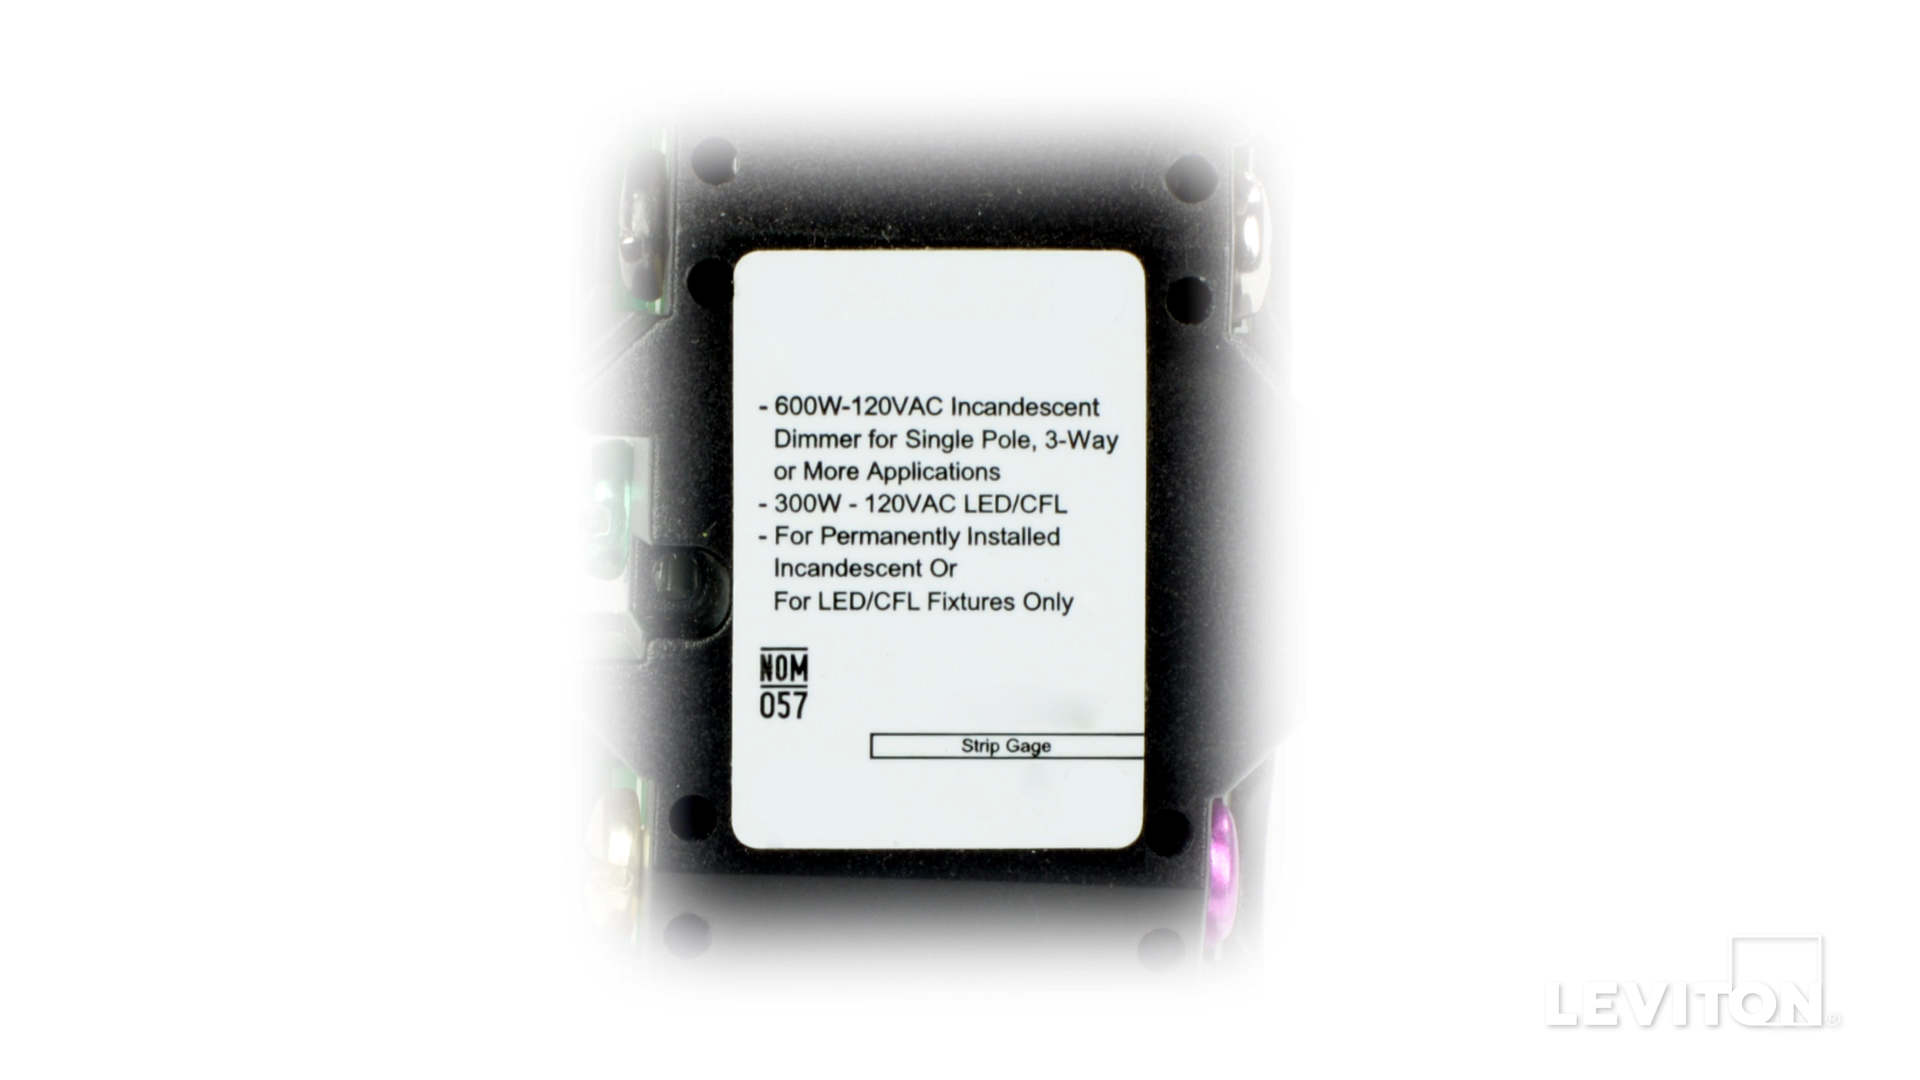 - 600W-120VAC Incandescent
Dimmer for Single Pole, 3-Way
or More Applications
- 300W - 120VAC LED/CFL
- For Permanently Installed
Incandescent Or
For LED/CFL Fixtures Only
NOM
057
Strip Gage
LEVITON®